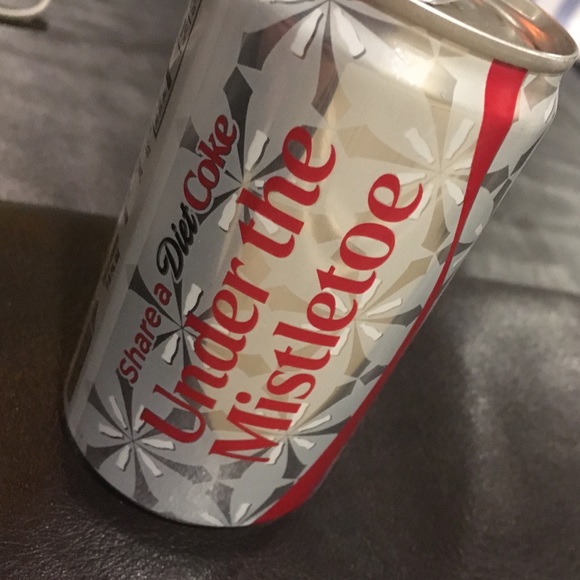 Share a Diet Coke
Under the
Mistletoe